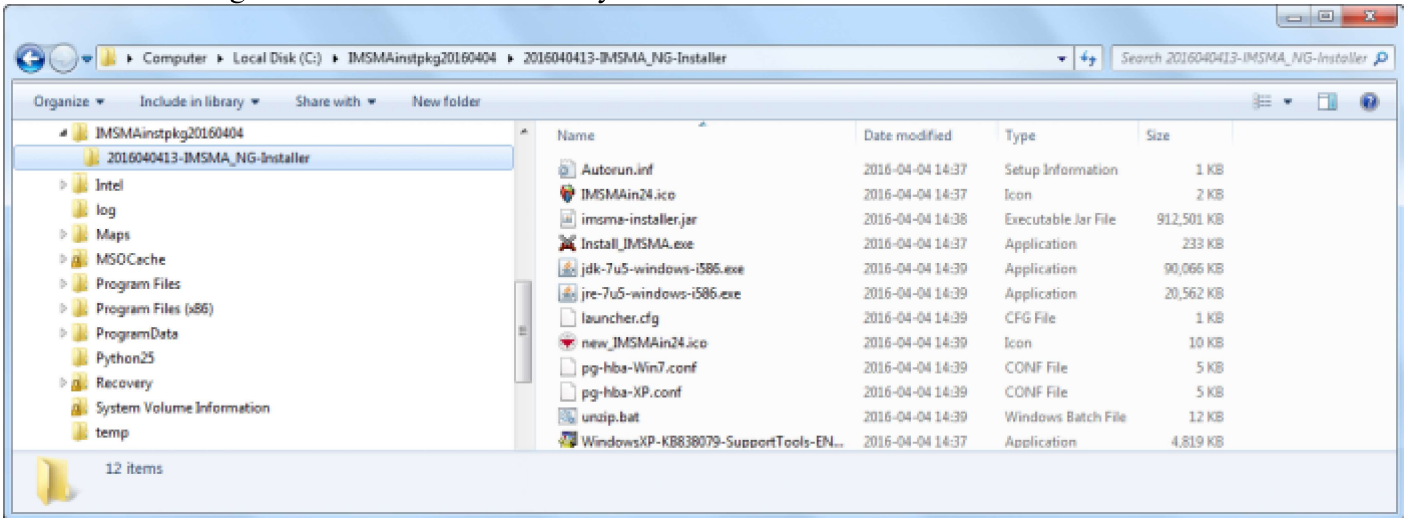 Computer ▸ Local Disk (C:) ▸ IMSMAinstpkg20160404 ▸ 2016040413-IMSMA_NG-Installer
Search 2016040413-IMSMA_NG-Installer
Organize Include in library Share with New folder
IMSMAinstpkg20160404
2016040413-IMSMA_NG-Installer
Intel
log
Maps
MSOCache
Program Files
Program Files (x86)
ProgramData
Python25
Recovery
System Volume Information
temp
Name Date modified Type Size
Autorun.inf 2016-04-04 14:37 Setup Information 1 KB
IMSMAin24.ico 2016-04-04 14:37 Icon 2 KB
imsma-installer.jar 2016-04-04 14:38 Executable Jar File 912,501 KB
Install_IMSMA.exe 2016-04-04 14:37 Application 233 KB
jdk-7u5-windows-i586.exe 2016-04-04 14:39 Application 90,066 KB
jre-7u5-windows-i586.exe 2016-04-04 14:39 Application 20,562 KB
launcher.cfg 2016-04-04 14:39 CFG File 1 KB
new_IMSMAin24.ico 2016-04-04 14:39 Icon 10 KB
pg-hba-Win7.conf 2016-04-04 14:39 CONF File 5 KB
pg-hba-XP.conf 2016-04-04 14:39 CONF File 5 KB
unzip.bat 2016-04-04 14:39 Windows Batch File 12 KB
WindowsXP-KB838079-SupportTools-EN... 2016-04-04 14:37 Application 4,819 KB
12 items